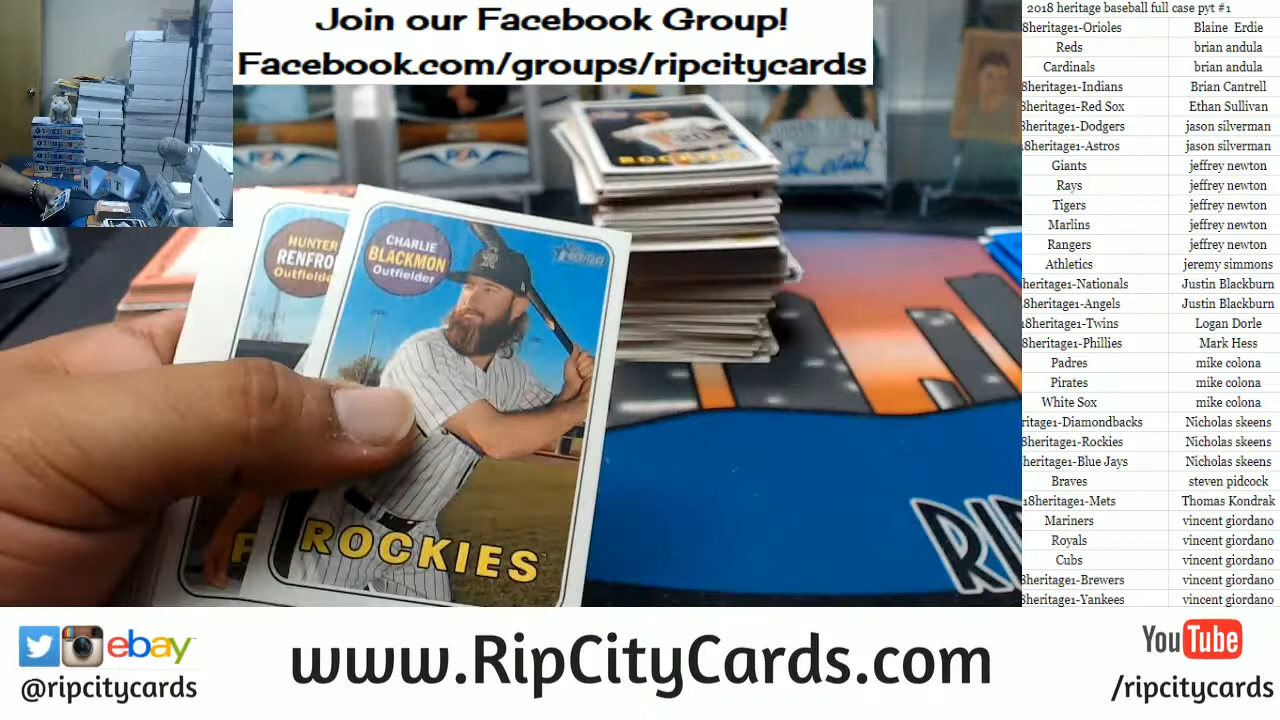 Join our Facebook Group!
Facebook.com/groups/ripcitycards
2018 heritage baseball full case pyt #1
8heritage1-Orioles Blaine Erdie
Reds brian andula
Cardinals brian andula
8heritage1-Indians Brian Cantrell
8heritage1-Red Sox Ethan Sullivan
8heritage1-Dodgers jason silverman
8heritage1-Astros jason silverman
Giants jeffrey newton
Rays jeffrey newton
Tigers jeffrey newton
Marlins jeffrey newton
Rangers jeffrey newton
Athletics jeremy simmons
heritage1-Nationals Justin Blackburn
8heritage1-Angels Justin Blackburn
8heritage1-Twins Logan Dorle
8heritage1-Phillies Mark Hess
Padres mike colona
Pirates mike colona
White Sox mike colona
ritage1-Diamondbacks Nicholas skeens
8heritage1-Rockies Nicholas skeens
heritage1-Blue Jays Nicholas skeens
Braves steven pidcock
18heritage1-Mets Thomas Kondrak
Mariners vincent giordano
Royals vincent giordano
Cubs vincent giordano
8heritage1-Brewers vincent giordano
8heritage1-Yankees vincent giordano
ROCKIES
HUNTER
RENFRO
Outfielde
CHARLIE
BLACKMON
Outfielder
Heritage
R
ROCKIES
P
RI
ebay
@ripcitycards
www.RipCityCards.com
YouTube
/ripcitycards